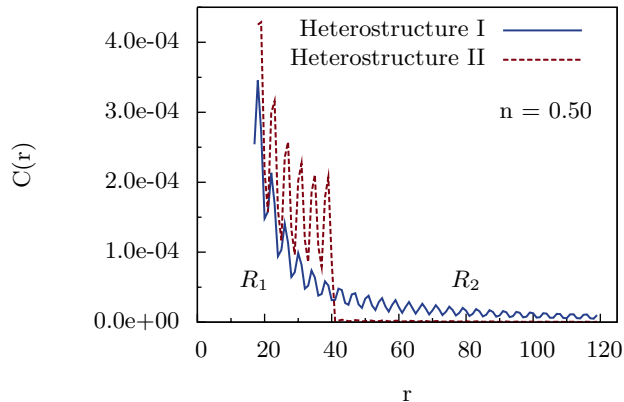 Heterostructure I
Heterostructure II
n = 0.50
C(r)
4.0e-04
3.0e-04
2.0e-04
1.0e-04
0.0e+00
R1
R2
0 20 40 60 80 100 120
r